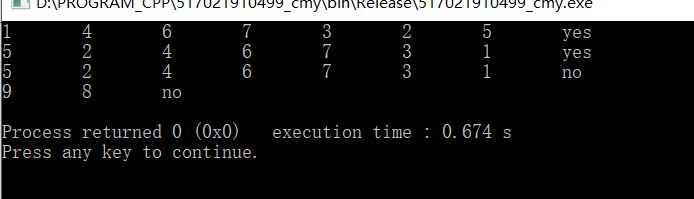 D:\PROGRAM_CPP\517021910499_cmy\bin\Release\517021910499_cmy.exe
1 4 6 7 3 2 5 yes
5 2 4 6 7 3 1 yes
5 2 4 6 7 3 1 no
9 8 no
Process returned 0 (0x0) execution time : 0.674 s
Press any key to continue.